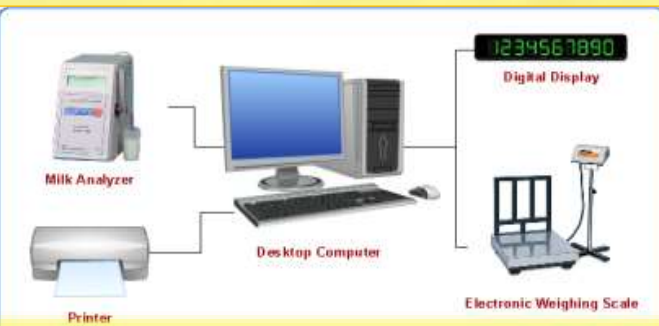 1234567890
Digital Display
Milk Analyzer
Desktop Computer
Electronic Weighing Scale
Printer